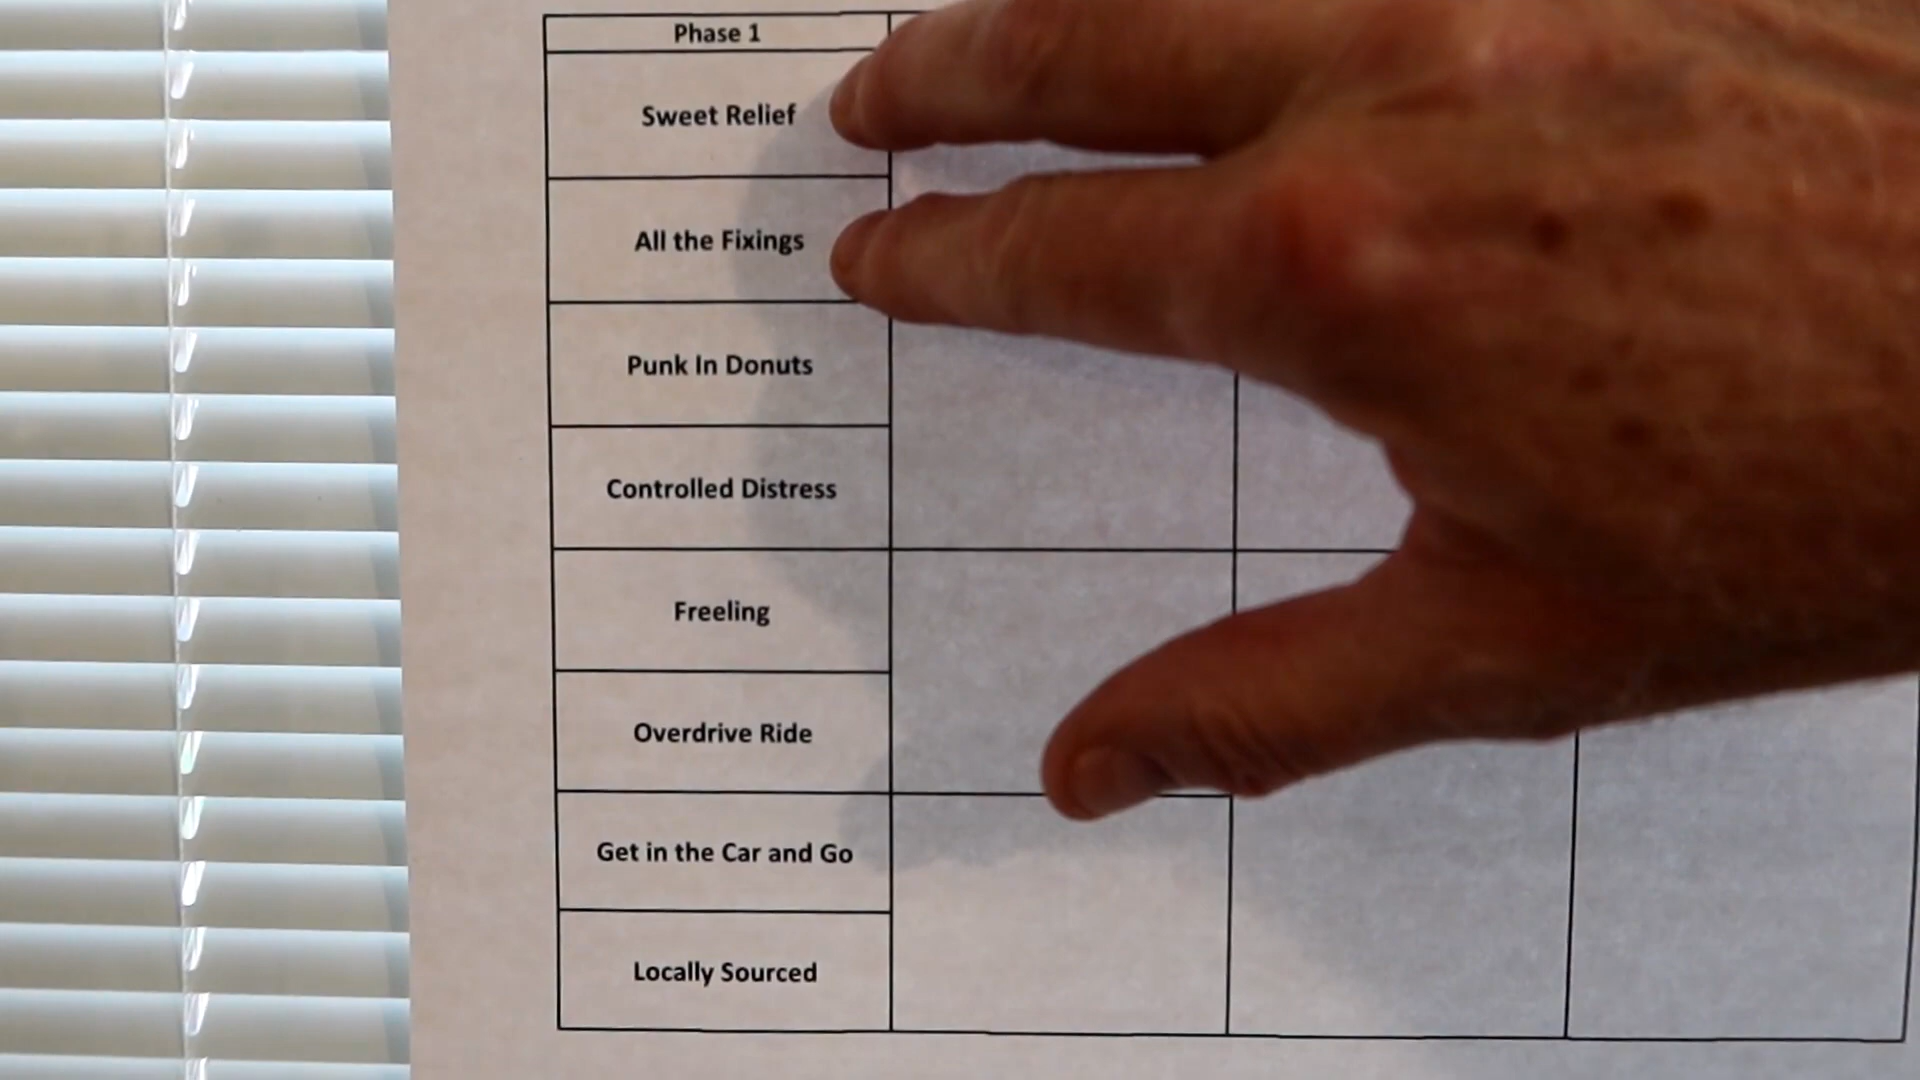 Phase 1
Sweet Relief
All the Fixings
Punk In Donuts
Controlled Distress
Freeling
Overdrive Ride
Get in the Car and Go
Locally Sourced